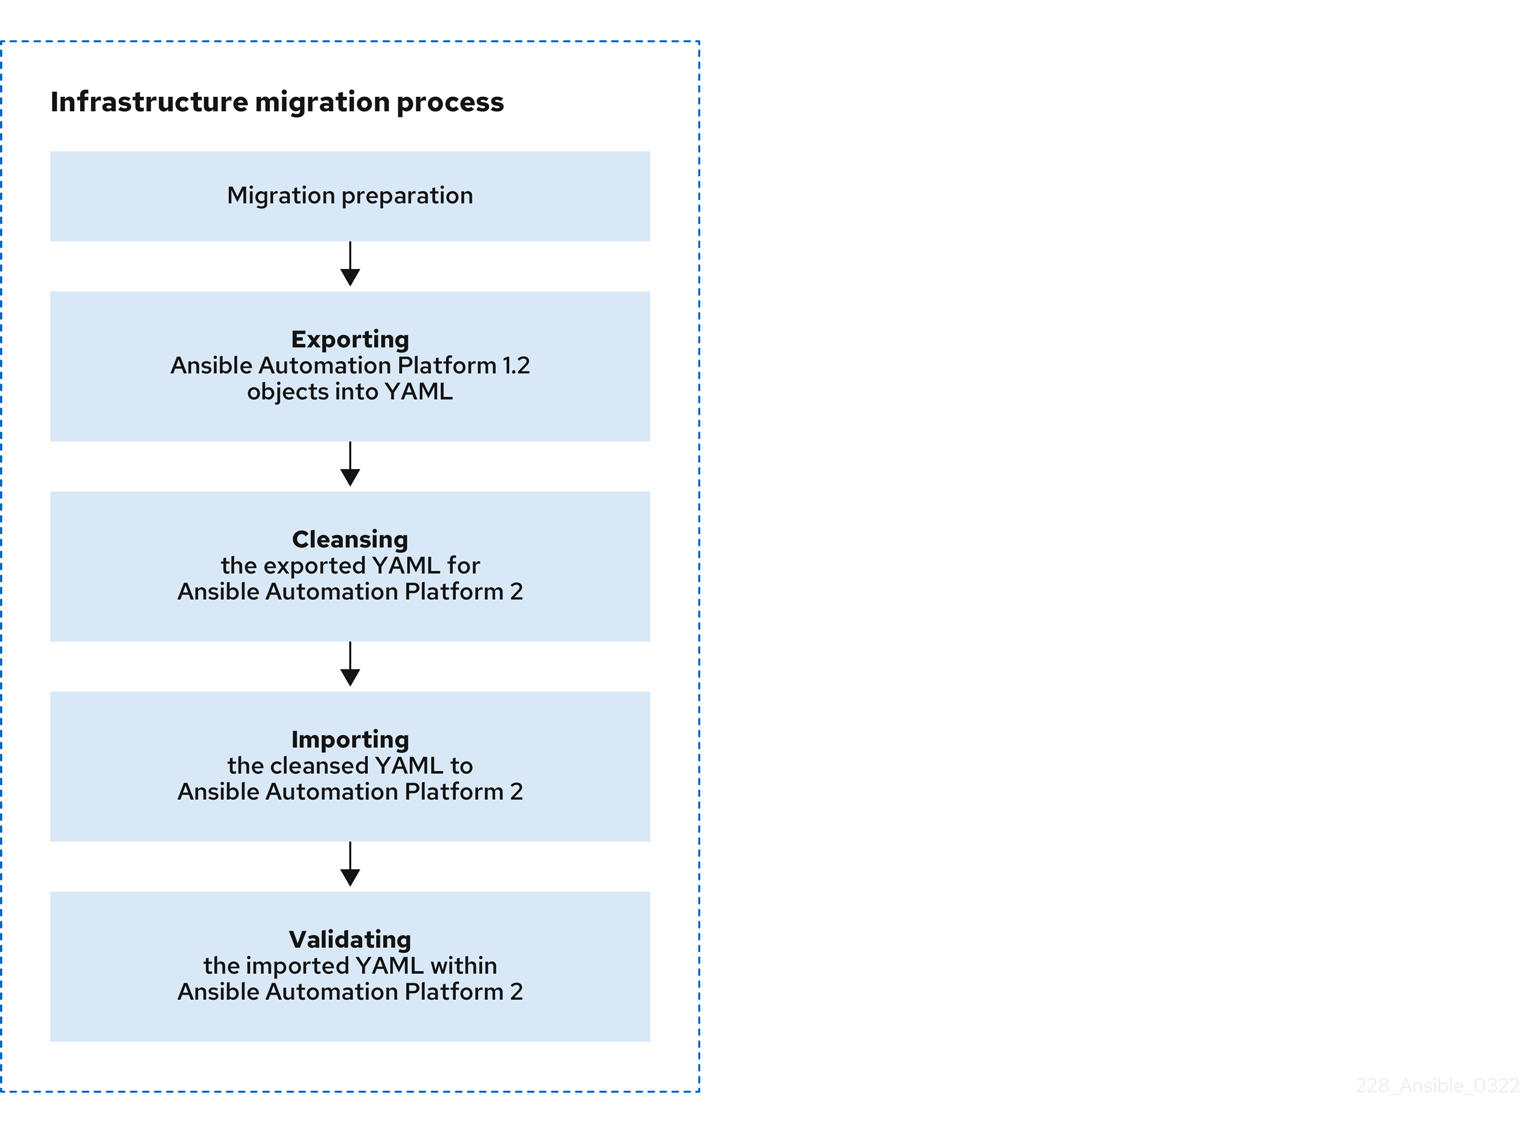 Infrastructure migration process
Migration preparation
Exporting
Ansible Automation Platform 1.2
objects into YAML
Cleansing
the exported YAML for
Ansible Automation Platform 2
Importing
the cleansed YAML to
Ansible Automation Platform 2
Validating
the imported YAML within
Ansible Automation Platform 2
228_Ansible_0322